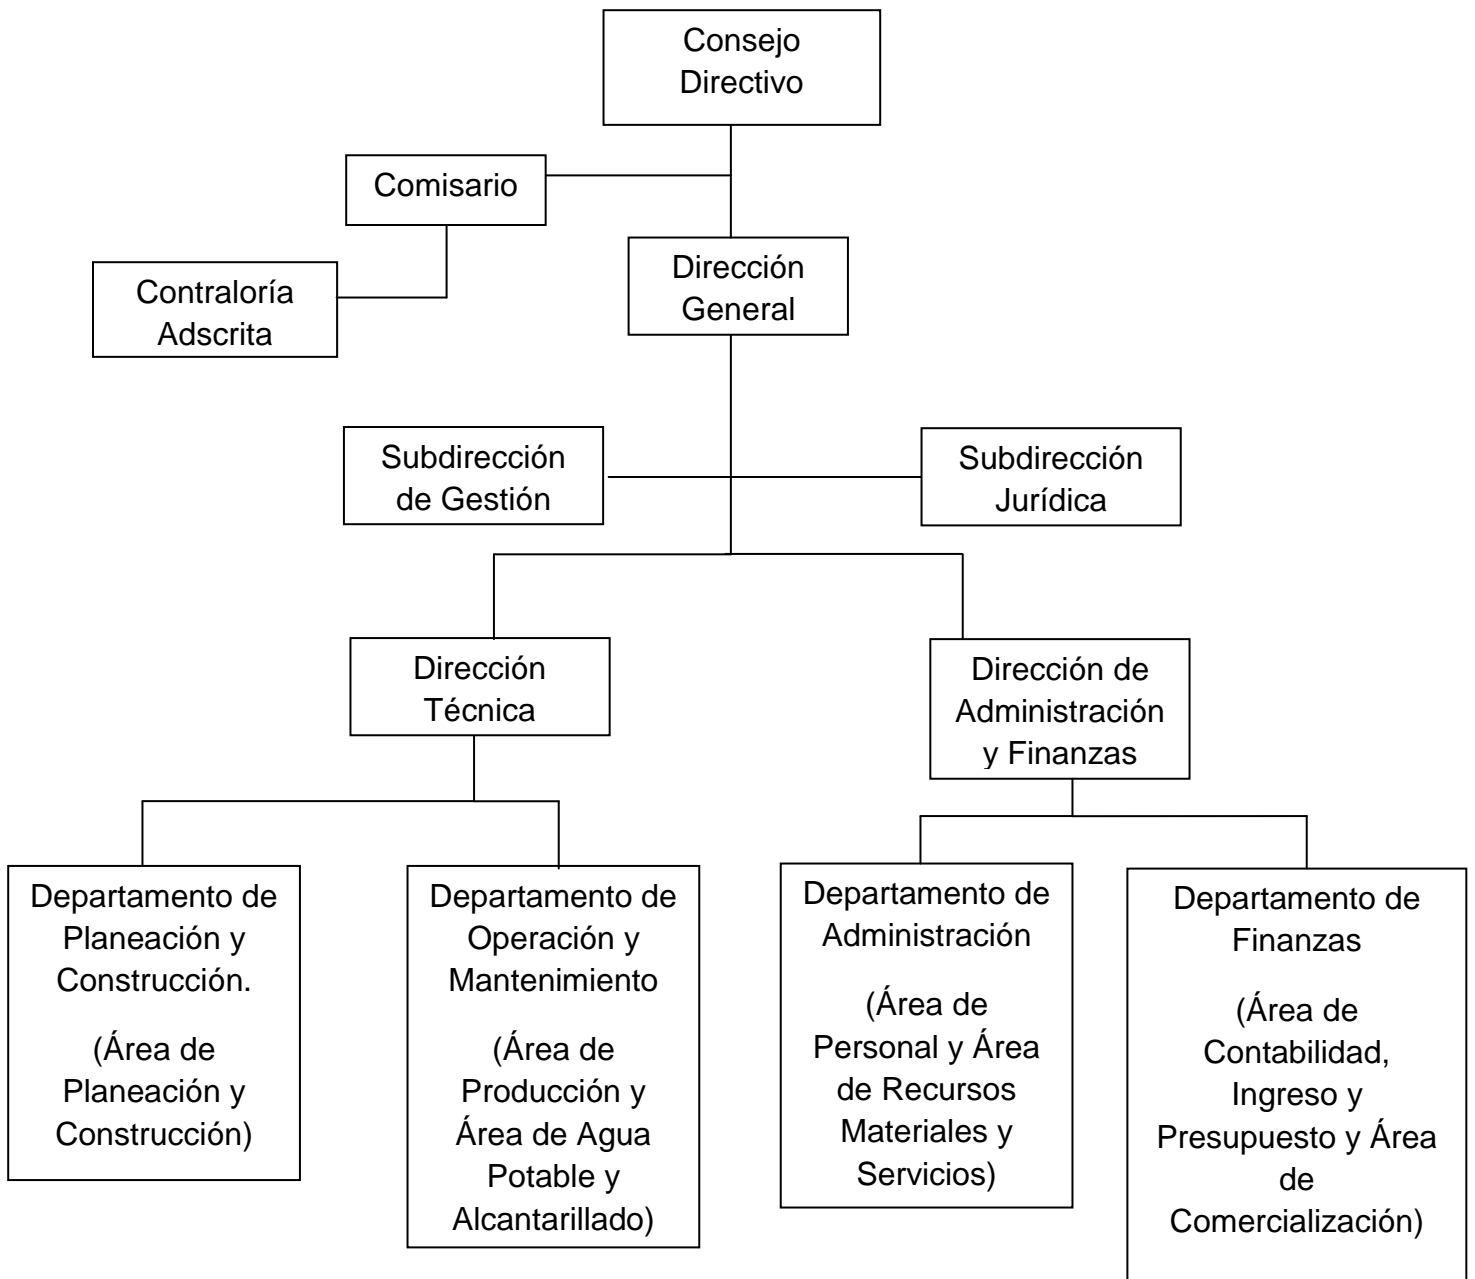 Consejo
Directivo
Comisario
Contraloría
Adscrita
Dirección
General
Subdirección
de Gestión
Subdirección
Jurídica
Dirección
Técnica
Dirección de
Administración
y Finanzas
Departamento de
Planeación y
Construcción.
(Área de
Planeación y
Construcción)
Departamento de
Operación y
Mantenimiento
(Área de
Producción y
Área de Agua
Potable y
Alcantarillado)
Departamento de
Administración
(Área de
Personal y Área
de Recursos
Materiales y
Servicios)
Departamento de
Finanzas
(Área de
Contabilidad,
Ingreso y
Presupuesto y Área
de
Comercialización)